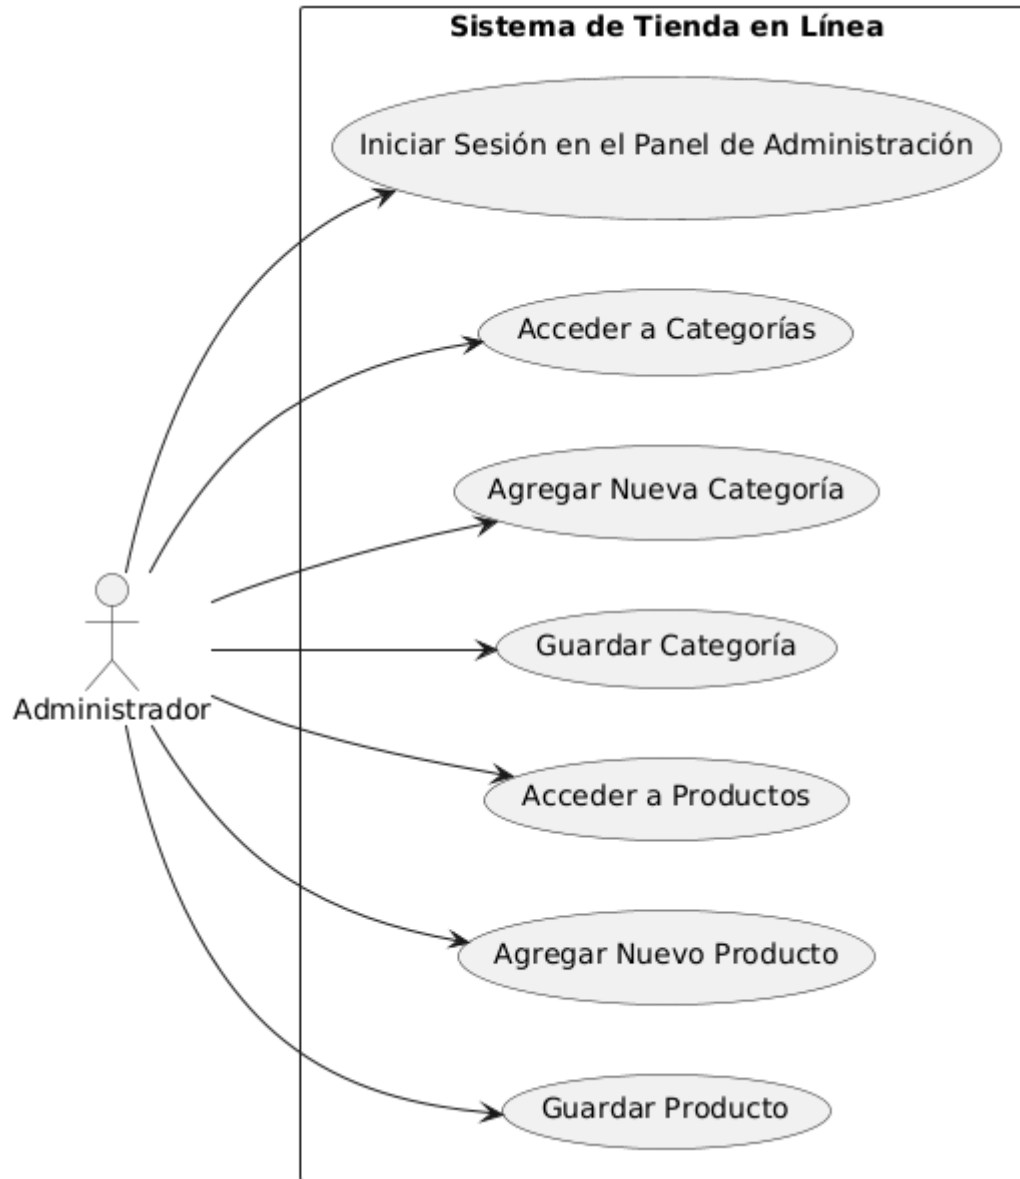 Sistema de Tienda en Línea
Iniciar Sesión en el Panel de Administración
Acceder a Categorías
Agregar Nueva Categoría
Guardar Categoría
Administrador
Acceder a Productos
Agregar Nuevo Producto
Guardar Producto